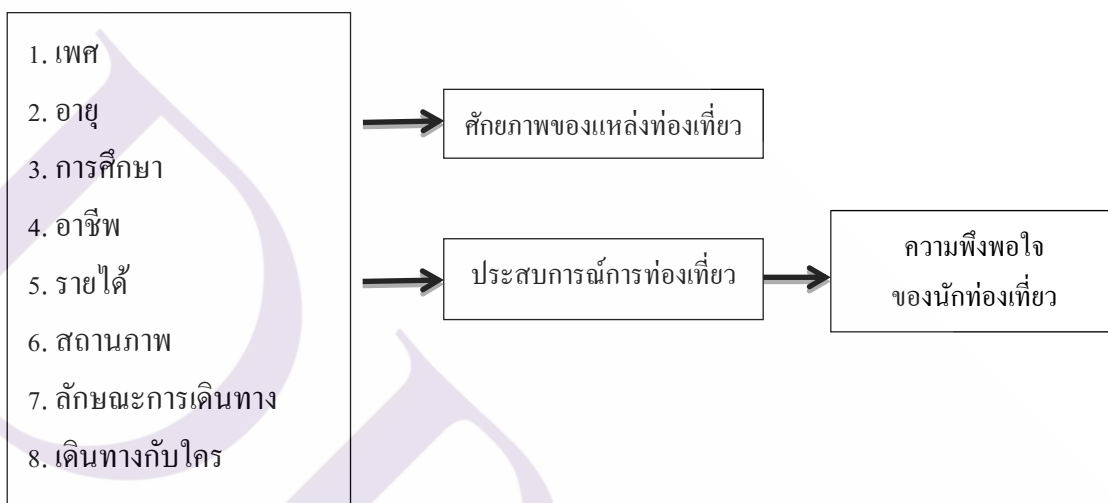 1. เพศ
2. อายุ
3. การศึกษา
4. อาชีพ
5. รายได้
6. สถานภาพ
7. ลักษณะการเดินทาง
8. เดินทางกับใคร
ศักยภาพของแหล่งท่องเที่ยว
ประสบการณ์การท่องเที่ยว
ความพึงพอใจ
ของนักท่องเที่ยว